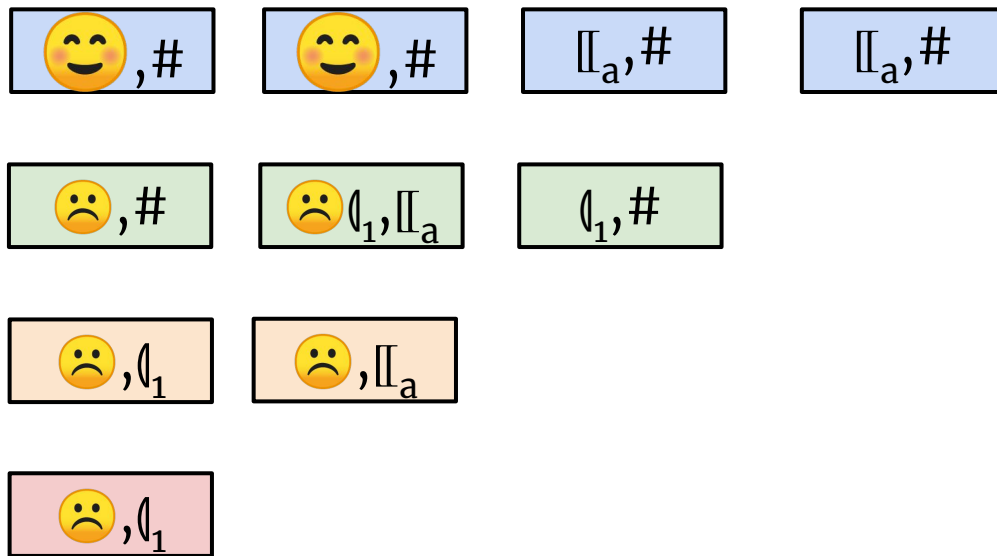 😊,# 😊,# ⟦ₐ,# ⟦ₐ,#
☹️,# ☹️⦇₁,⟦ₐ ⦇₁,#
☹️,⦇₁ ☹️,⟦ₐ
☹️,⦇₁